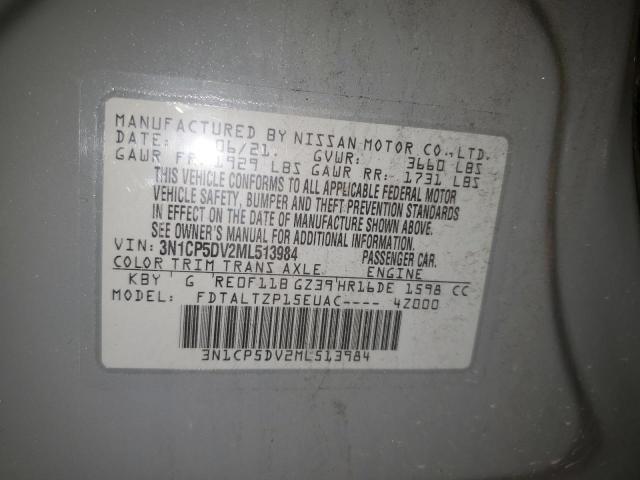 MANUFACTURED BY NISSAN MOTOR CO.,LTD.
DATE: 06/21. GVWR: 3660 LBS
GAWR FR: 1929 LBS GAWR RR: 1731 LBS
THIS VEHICLE CONFORMS TO ALL APPLICABLE FEDERAL MOTOR
VEHICLE SAFETY, BUMPER AND THEFT PREVENTION STANDARDS
IN EFFECT ON THE DATE OF MANUFACTURE SHOWN ABOVE.
SEE OWNER'S MANUAL FOR ADDITIONAL INFORMATION.
VIN: 3N1CP5DV2ML513984 PASSENGER CAR.
COLOR TRIM TRANS AXLE ENGINE
KBY G RE0F11B GZ39 HR16DE 1598 CC
MODEL: FDTALTZP15EUAC---- 4Z000
3N1CP5DV2ML513984